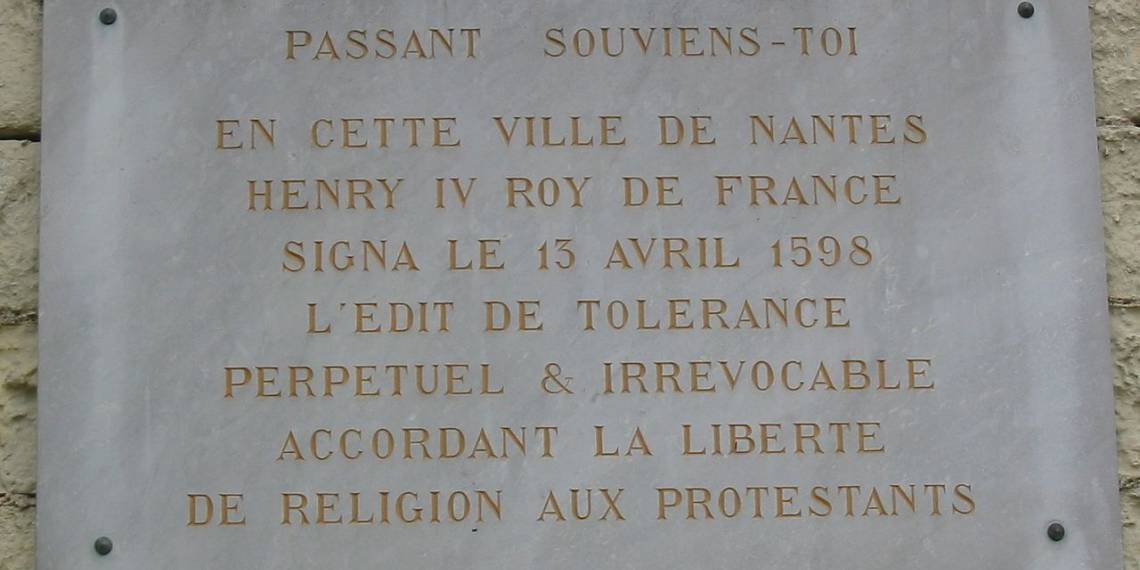 PASSANT SOUVIENS-TOI
EN CETTE VILLE DE NANTES
HENRY IV ROY DE FRANCE
SIGNA LE 13 AVRIL 1598
L'EDIT DE TOLERANCE
PERPETUEL & IRREVOCABLE
ACCORDANT LA LIBERTE
DE RELIGION AUX PROTESTANTS